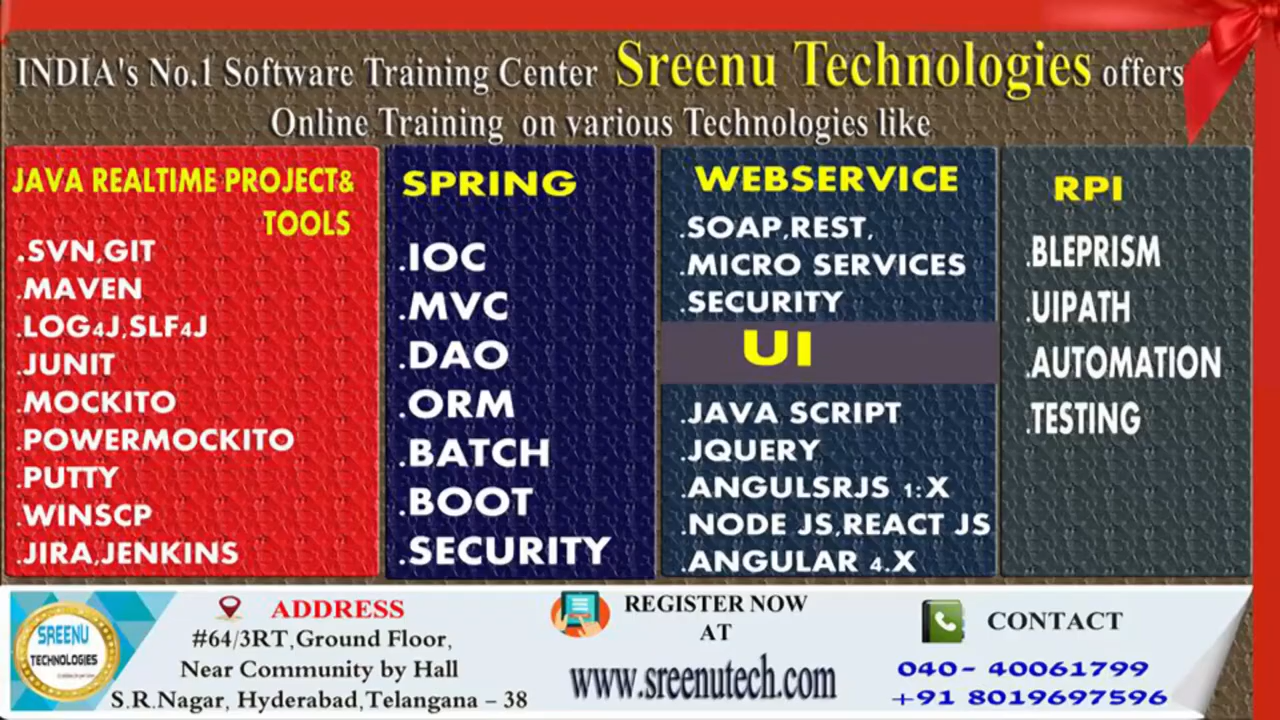 INDIA's No.1 Software Training Center Sreenu Technologies offers
Online Training on various Technologies like
JAVA REALTIME PROJECT&
TOOLS
.SVN,GIT
.MAVEN
.LOG4J,SLF4J
.JUNIT
.MOCKITO
.POWERMOCKITO
.PUTTY
.WINSCP
.JIRA,JENKINS
SPRING
.IOC
.MVC
.DAO
.ORM
.BATCH
.BOOT
.SECURITY
WEBSERVICE
.SOAP,REST,
.MICRO SERVICES
.SECURITY
UI
.JAVA SCRIPT
.JQUERY
.ANGULSRJS 1:X
.NODE JS,REACT JS
.ANGULAR 4.X
RPI
.BLEPRISM
.UIPATH
.AUTOMATION
.TESTING
SREENU
TECHNOLOGIES
ADDRESS
#64/3RT,Ground Floor,
Near Community by Hall
S.R.Nagar, Hyderabad,Telangana – 38
REGISTER NOW
AT
www.sreenutech.com
CONTACT
040- 40061799
+91 8019697596